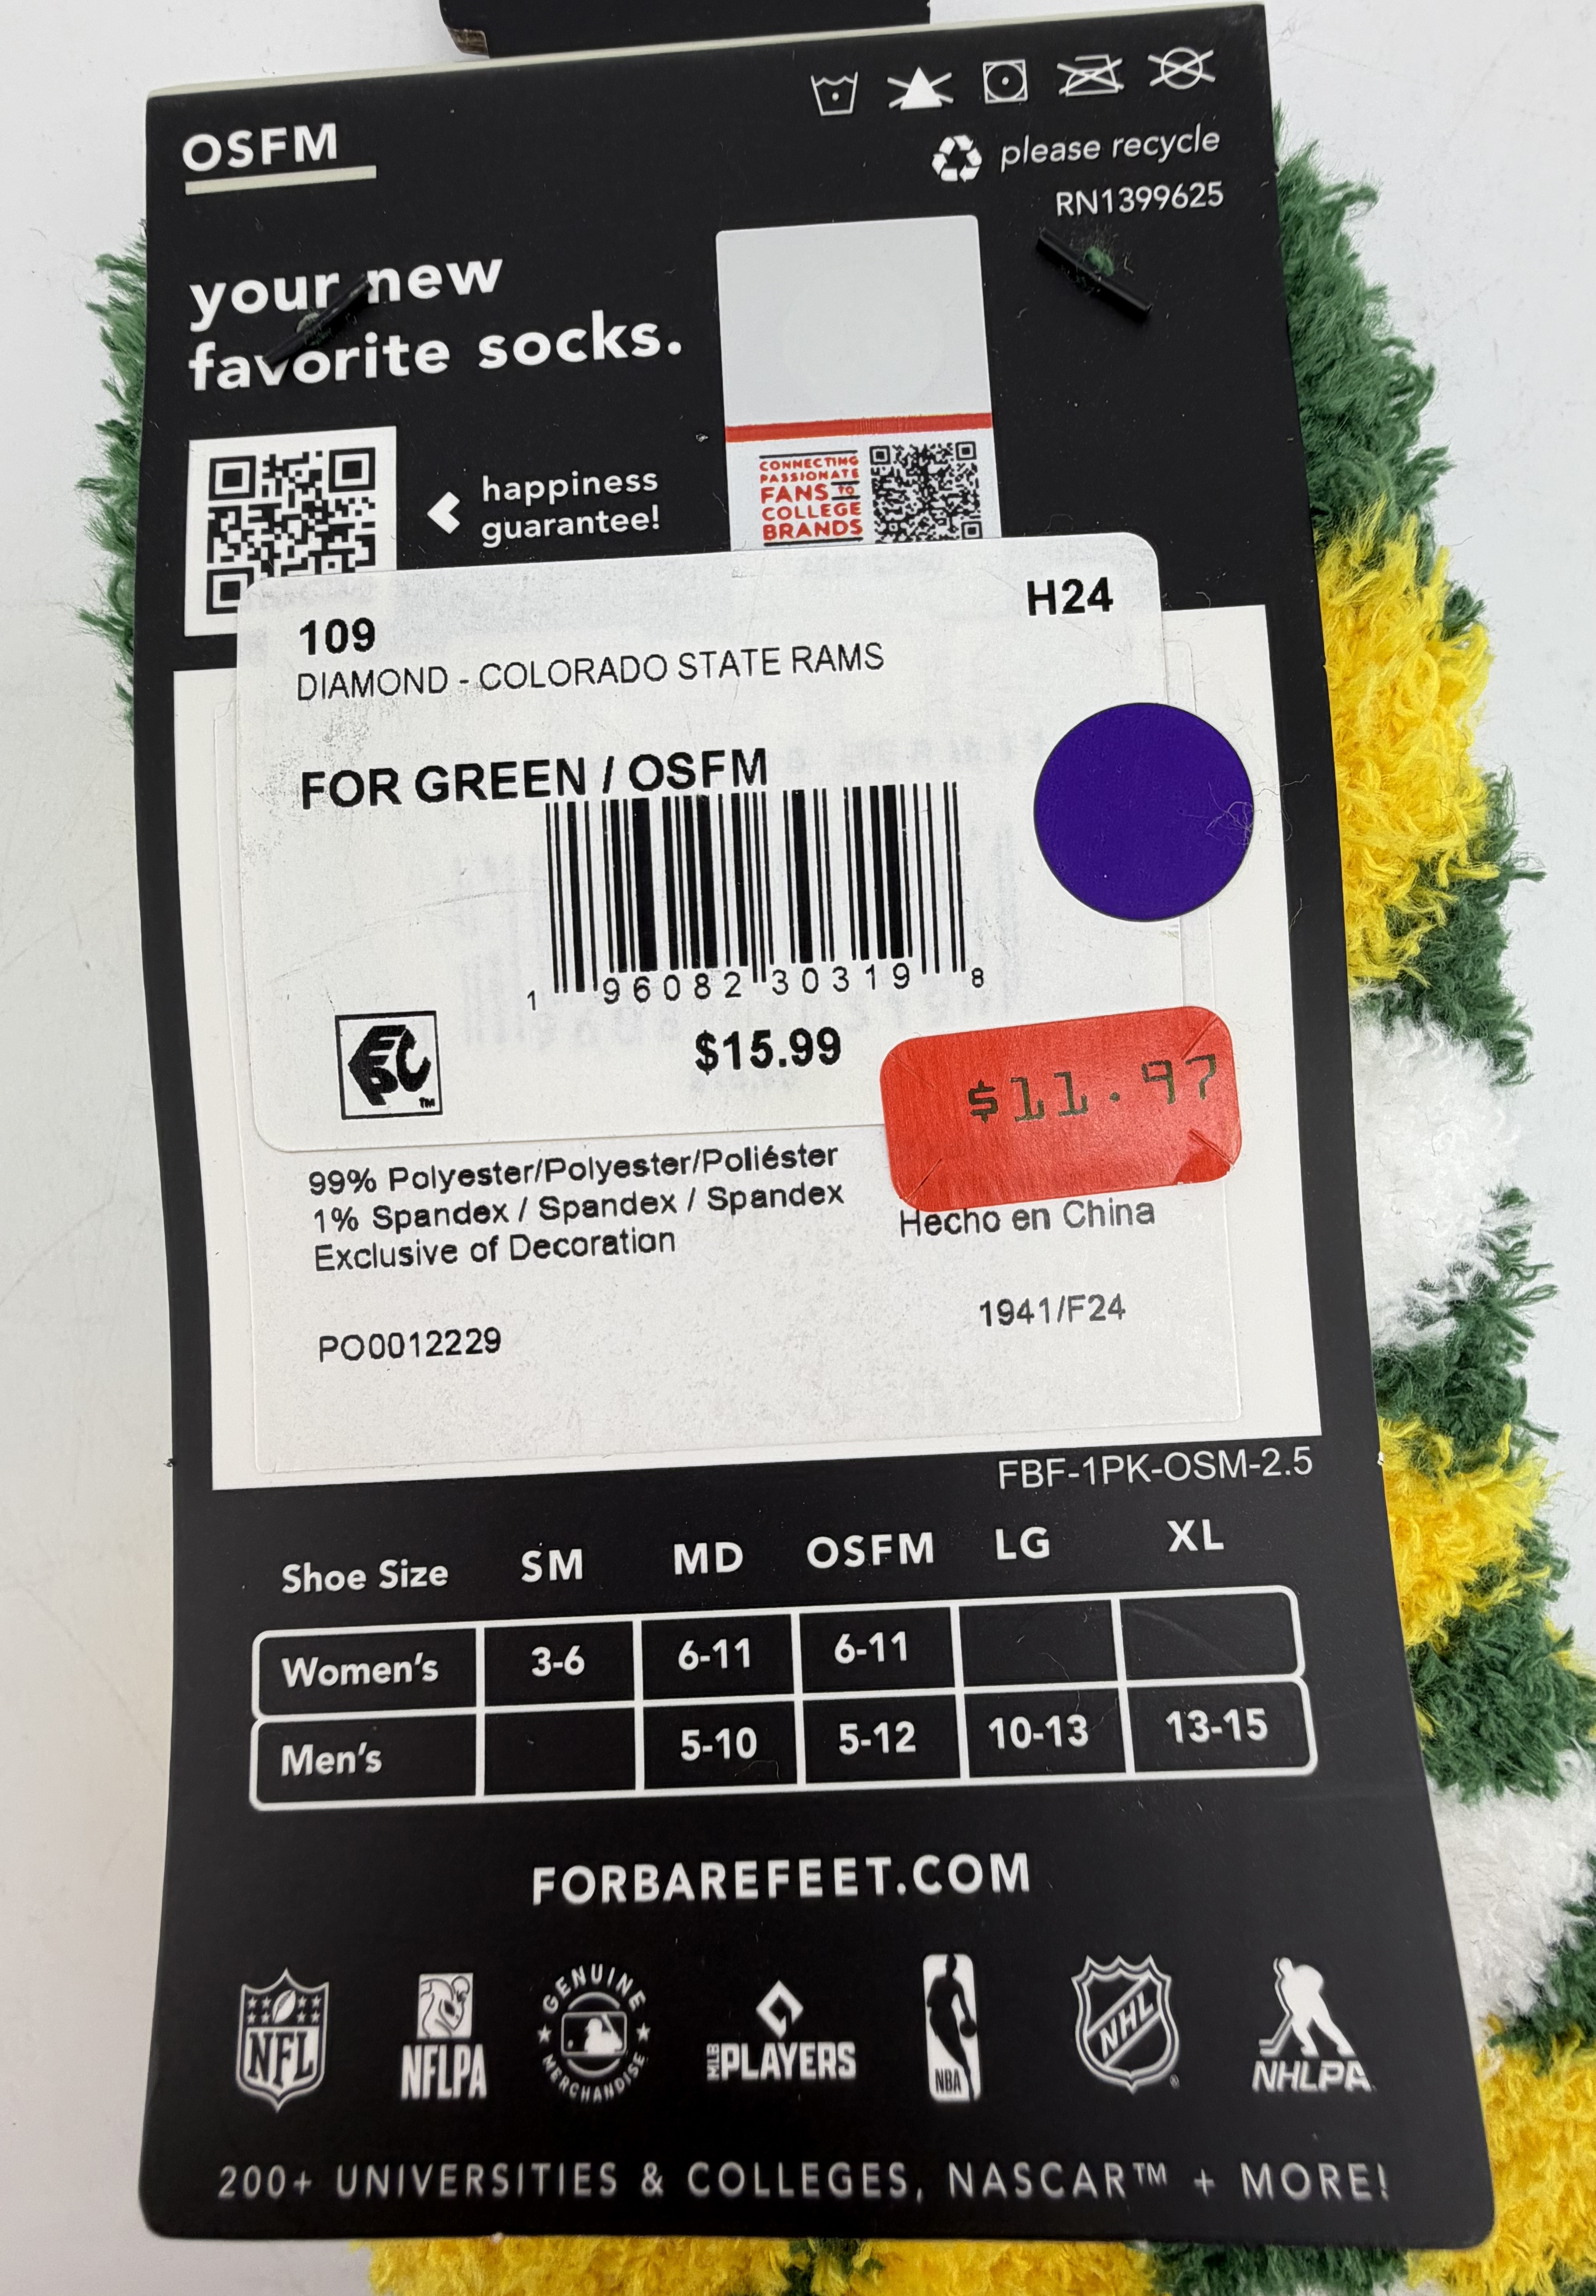 OSFM
please recycle
RN1399625
your new
favorite socks.
happiness
guarantee!
CONNECTING
PASSIONATE
FANS TO
COLLEGE
BRANDS
109
H24
DIAMOND - COLORADO STATE RAMS
FOR GREEN / OSFM
1 96082 30319 8
$15.99
$11.97
99% Polyester/Polyester/Poliéster
1% Spandex / Spandex / Spandex
Exclusive of Decoration
Hecho en China
1941/F24
PO0012229
FBF-1PK-OSM-2.5
Shoe Size SM MD OSFM LG XL
Women's 3-6 6-11 6-11
Men's 5-10 5-12 10-13 13-15
FORBAREFEET.COM
NFL
NFLPA
GENUINE
MERCHANDISE
MLB PLAYERS
NBA
NHL
NHLPA
200+ UNIVERSITIES & COLLEGES, NASCAR™ + MORE!